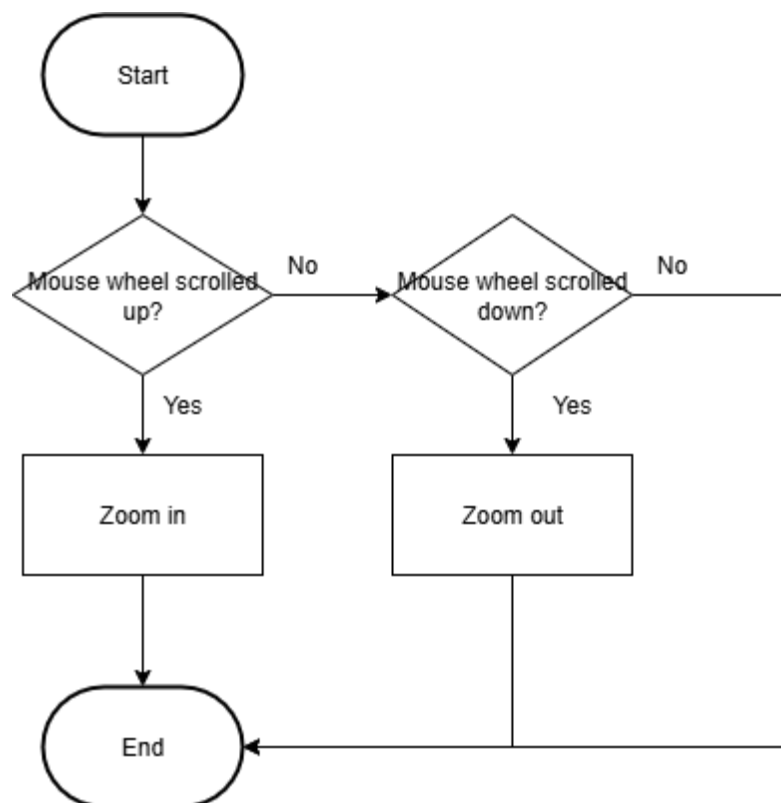 Start
Mouse wheel scrolled
up?
No
Mouse wheel scrolled
down?
No
Yes
Yes
Zoom in
Zoom out
End